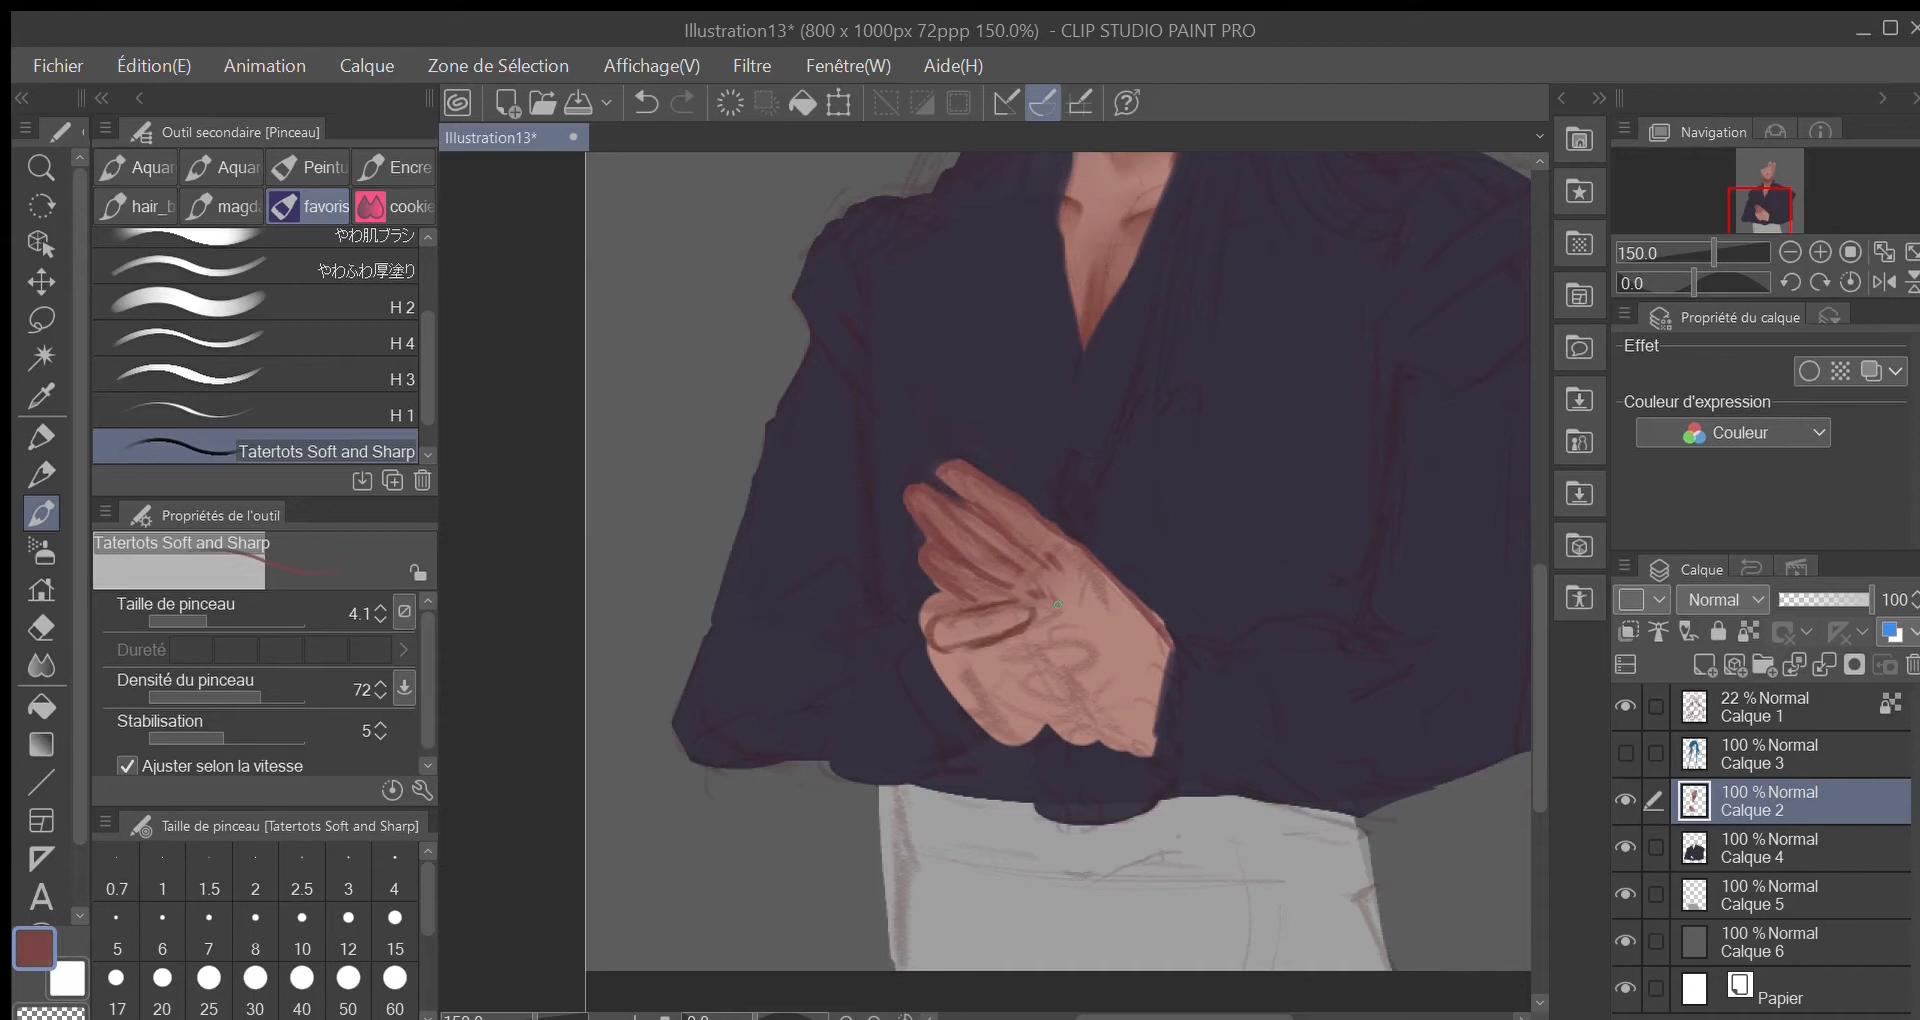 Illustration13* (800 x 1000px 72ppp 150.0%) - CLIP STUDIO PAINT PRO
Fichier Édition(E) Animation Calque Zone de Sélection Affichage(V) Filtre Fenêtre(W) Aide(H)
Outil secondaire [Pinceau]
Illustration13*
Navigation
Aquar Aquar Peintu Encre
hair_b magda favoris cookie
やわ肌ブラシ
やわふわ厚塗り
H 2
H 4
H 3
H 1
Tatertots Soft and Sharp
Propriétés de l'outil
Tatertots Soft and Sharp
Taille de pinceau
4.1
Dureté
Densité du pinceau
72
Stabilisation
5
Ajuster selon la vitesse
Taille de pinceau [Tatertots Soft and Sharp]
0.7 1 1.5 2 2.5 3 4
5 6 7 8 10 12 15
17 20 25 30 40 50 60
150.0
0.0
Propriété du calque
Effet
Couleur d'expression
Couleur
Calque
Normal 100
22 % Normal
Calque 1
100 % Normal
Calque 3
100 % Normal
Calque 2
100 % Normal
Calque 4
100 % Normal
Calque 5
100 % Normal
Calque 6
Papier